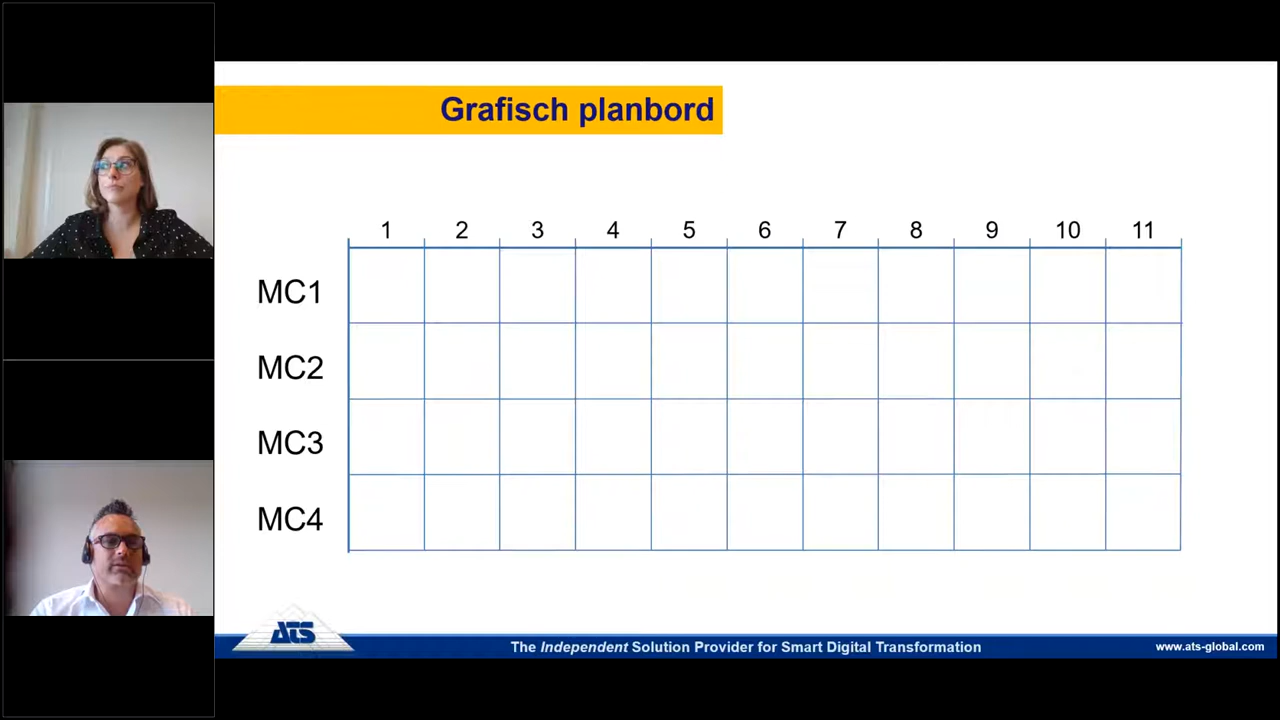 Grafisch planbord
1 2 3 4 5 6 7 8 9 10 11
MC1
MC2
MC3
MC4
ATS
The Independent Solution Provider for Smart Digital Transformation
www.ats-global.com